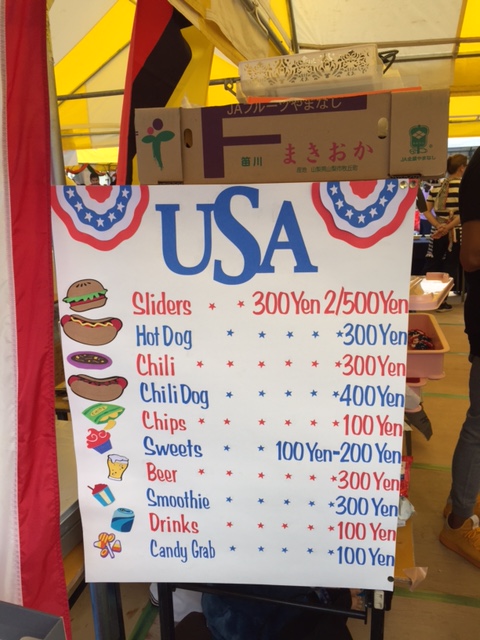 JAフルーツやまなし
笛川 まきおか
USA
Sliders 300 Yen 2/500 Yen
Hot Dog 300 Yen
Chili 300 Yen
Chili Dog 400 Yen
Chips 100 Yen
Sweets 100 Yen-200 Yen
Beer 300 Yen
Smoothie 300 Yen
Drinks 100 Yen
Candy Grab 100 Yen